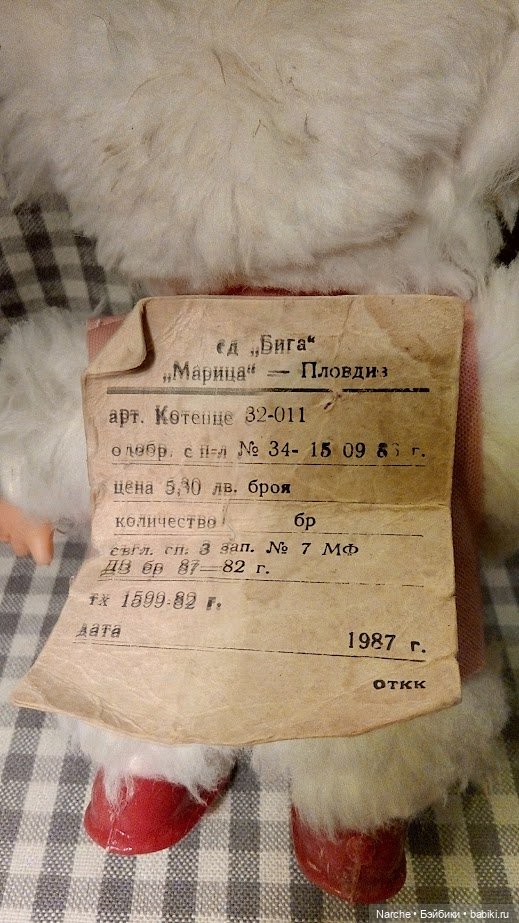 сд „Бига“
„Марица“ — Пловдив
арт. Котенце 32-011
одобр. с п-л № 34- 15 09 г.
цена 5,30 лв. броя
количество бр
съгл. сп. 3 зап. № 7 МФ
ДВ бр 87—82 г.
тх 1599-82 г.
дата 1987 г.
ОТКК
Narche • Бэйбики • babiki.ru